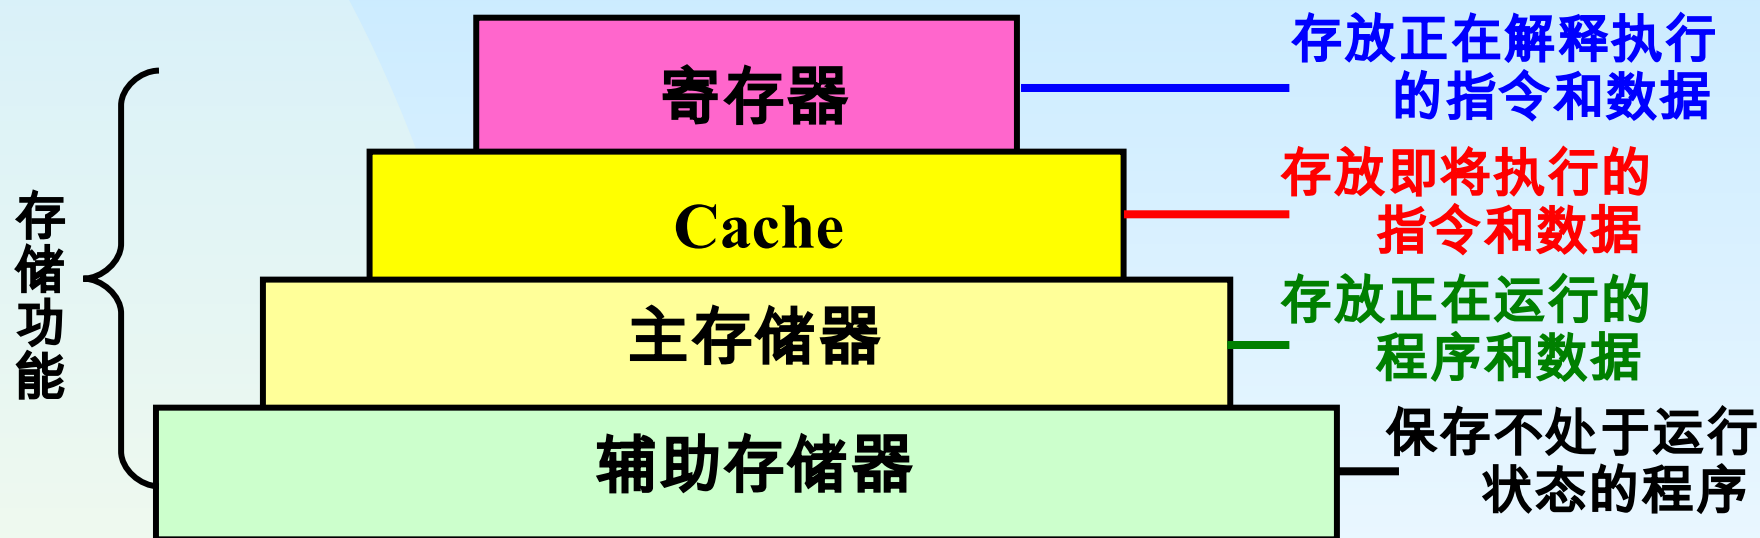 存储功能
寄存器
存放正在解释执行
的指令和数据
Cache
存放即将执行的
指令和数据
主存储器
存放正在运行的
程序和数据
辅助存储器
保存不处于运行
状态的程序